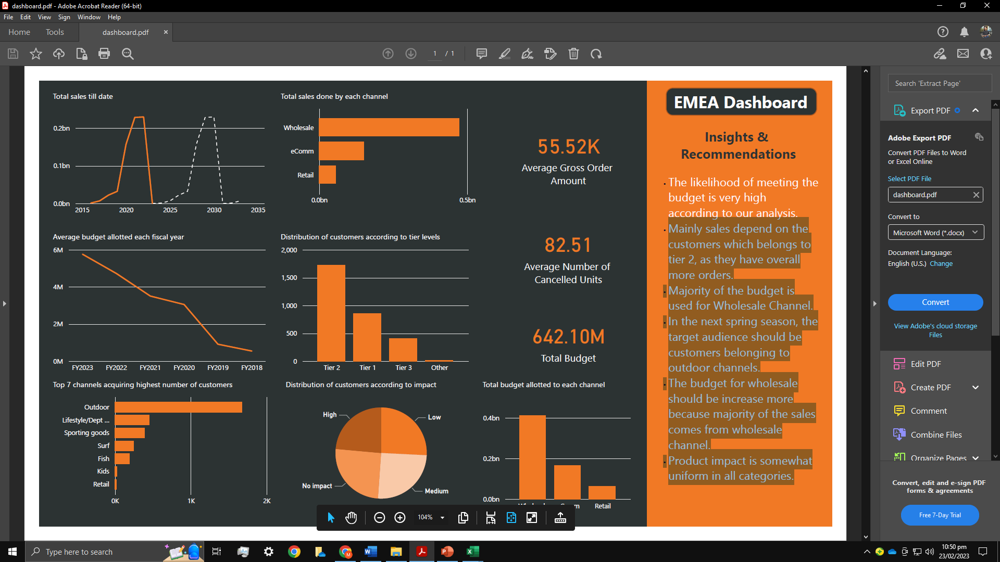 dashboard.pdf - Adobe Acrobat Reader (64-bit)
File Edit View Sign Window Help
Home Tools dashboard.pdf
1 / 1
Total sales till date
0.2bn
0.1bn
0.0bn
2015 2020 2025 2030 2035
Total sales done by each channel
Wholesale
eComm
Retail
0.0bn 0.5bn
55.52K
Average Gross Order
Amount
Average budget allotted each fiscal year
6M
4M
2M
0M
FY2023 FY2022 FY2021 FY2020 FY2019 FY2018
Distribution of customers according to tier levels
2,000
1,500
1,000
500
0
Tier 2 Tier 1 Tier 3 Other
82.51
Average Number of
Cancelled Units
642.10M
Total Budget
Top 7 channels acquiring highest number of customers
Outdoor
Lifestyle/Dept ...
Sporting goods
Surf
Fish
Kids
Retail
0K 1K 2K
Distribution of customers according to impact
High
Low
No impact
Medium
Total budget allotted to each channel
0.4bn
0.2bn
0.0bn
Retail
EMEA Dashboard
Insights &
Recommendations
· The likelihood of meeting the
budget is very high
according to our analysis.
· Mainly sales depend on the
customers which belongs to
tier 2, as they have overall
more orders.
· Majority of the budget is
used for Wholesale Channel.
· In the next spring season, the
target audience should be
customers belonging to
outdoor channels.
· The budget for wholesale
should be increase more
because majority of the sales
comes from wholesale
channel.
· Product impact is somewhat
uniform in all categories.
104%
Search 'Extract Page'
Export PDF
Adobe Export PDF
Convert PDF Files to Word
or Excel Online
Select PDF File
dashboard.pdf
Convert to
Microsoft Word (*.docx)
Document Language:
English (U.S.) Change
Convert
View Adobe's cloud storage
Files
Edit PDF
Create PDF
Comment
Combine Files
Organize Pages
Convert, edit and e-sign PDF
forms & agreements
Free 7-Day Trial
Type here to search
10:50 pm
23/02/2023